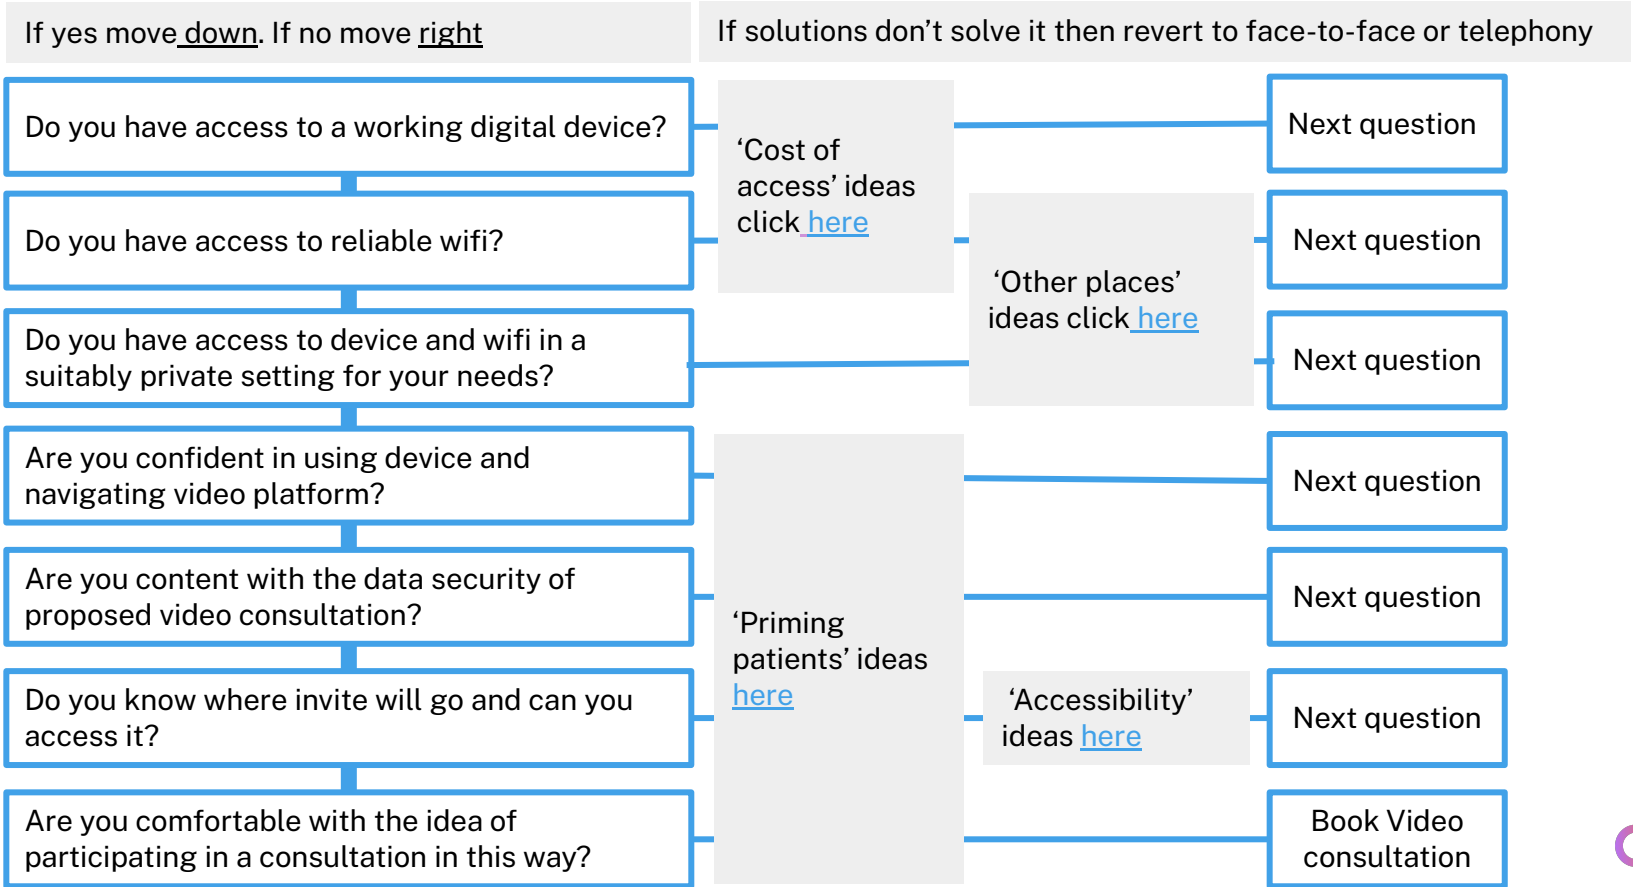 If yes move down. If no move right
If solutions don’t solve it then revert to face-to-face or telephony
Do you have access to a working digital device?
‘Cost of
access’ ideas
click here
Next question
Do you have access to reliable wifi?
‘Other places’
ideas click here
Next question
Do you have access to device and wifi in a
suitably private setting for your needs?
Next question
Are you confident in using device and
navigating video platform?
‘Priming
patients’ ideas
here
Next question
Are you content with the data security of
proposed video consultation?
Next question
Do you know where invite will go and can you
access it?
‘Accessibility’
ideas here
Next question
Are you comfortable with the idea of
participating in a consultation in this way?
Book Video
consultation